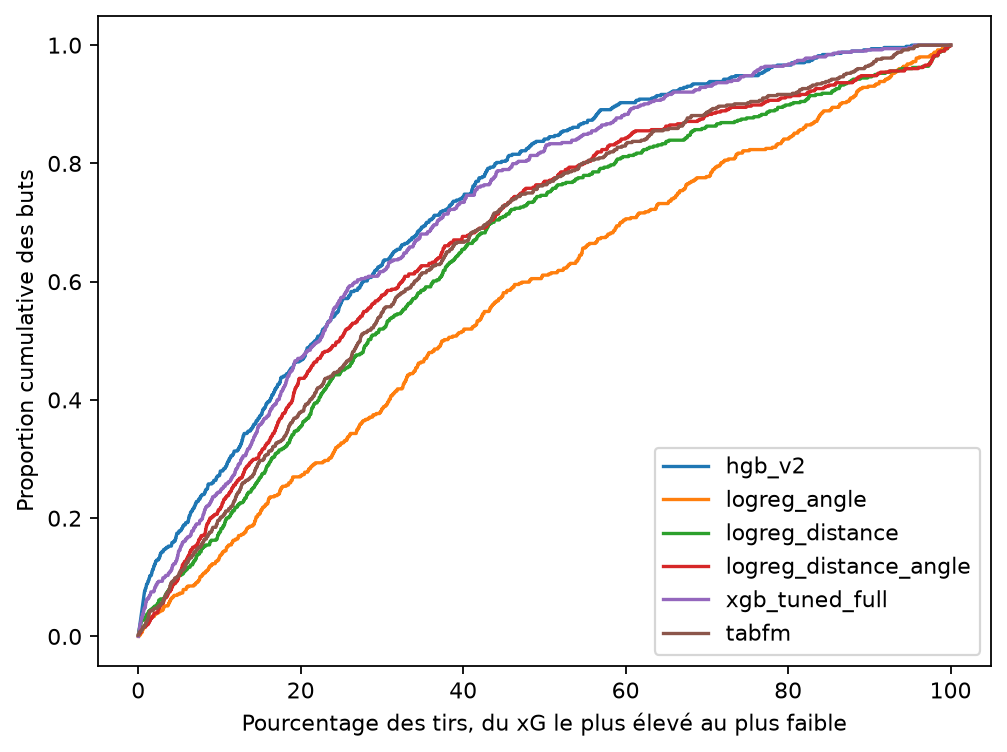 1.0
0.8
0.6
0.4
0.2
0.0
Proportion cumulative des buts
hgb_v2
logreg_angle
logreg_distance
logreg_distance_angle
xgb_tuned_full
tabfm
0 20 40 60 80 100
Pourcentage des tirs, du xG le plus élevé au plus faible